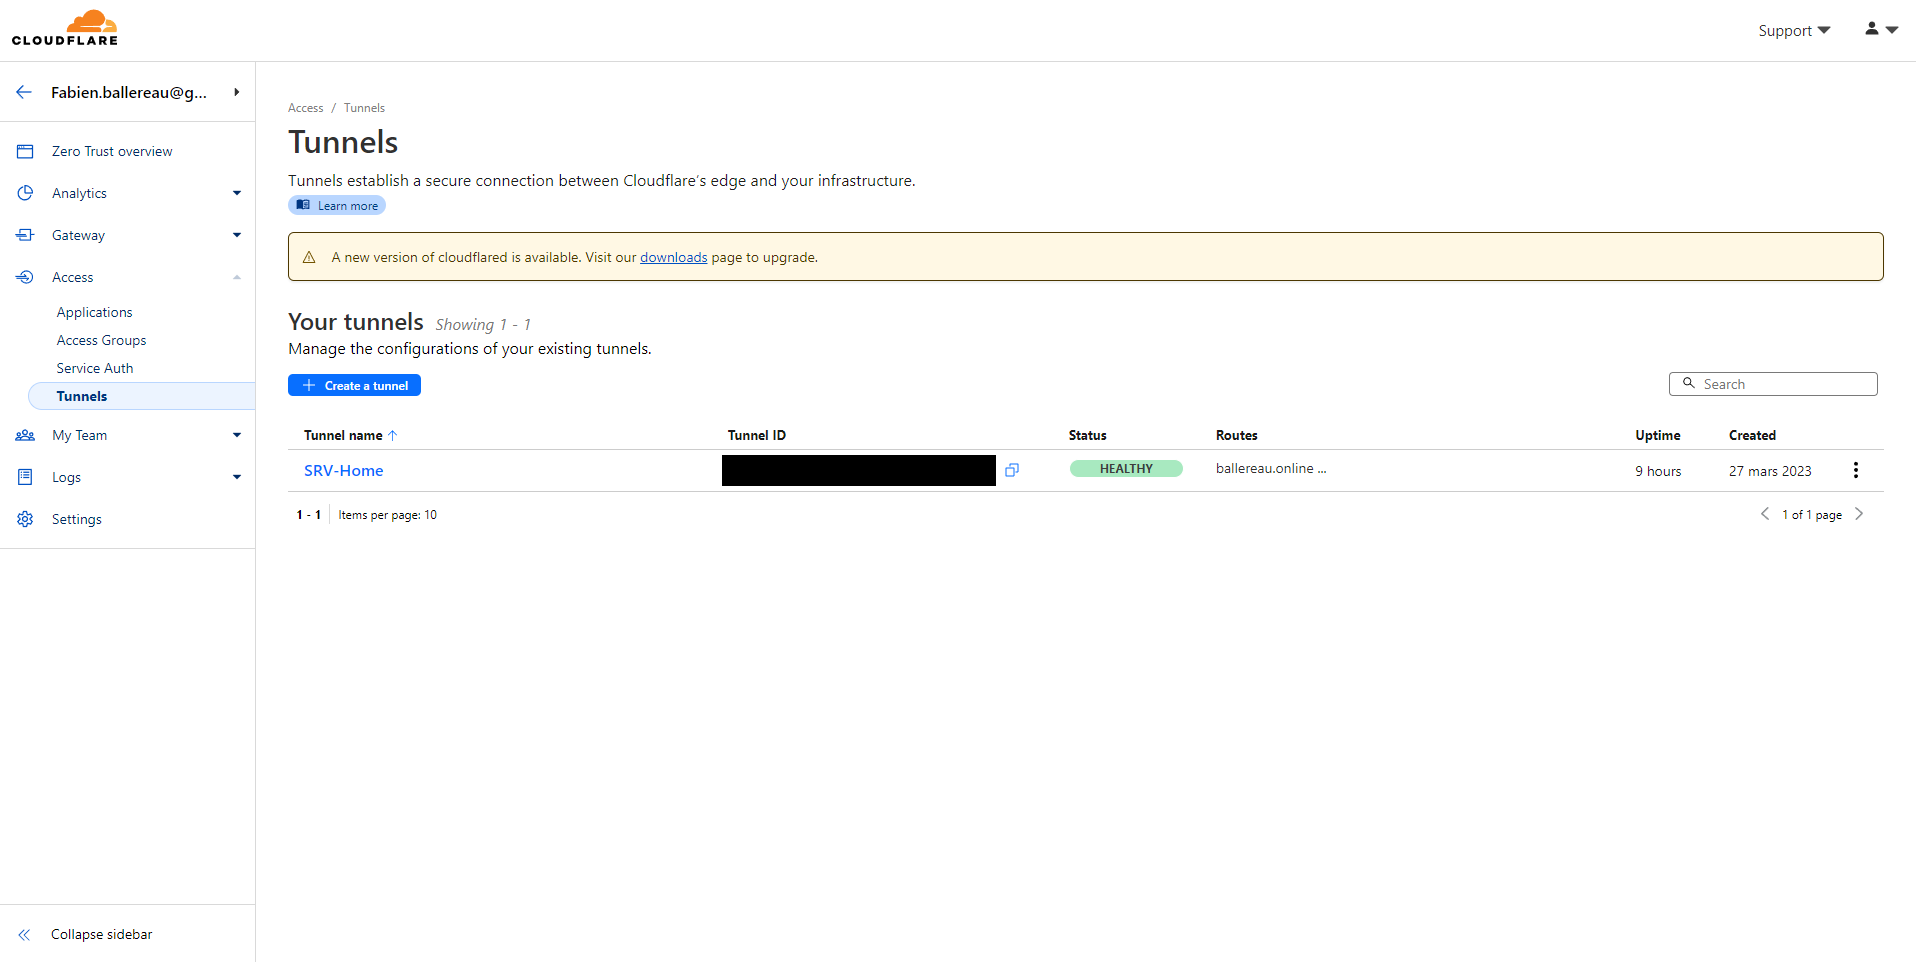 CLOUDFLARE
Support
Fabien.ballereau@g...
Zero Trust overview
Analytics
Gateway
Access
Applications
Access Groups
Service Auth
Tunnels
My Team
Logs
Settings
Collapse sidebar
Access / Tunnels
Tunnels
Tunnels establish a secure connection between Cloudflare's edge and your infrastructure.
Learn more
A new version of cloudflared is available. Visit our downloads page to upgrade.
Your tunnels Showing 1 - 1
Manage the configurations of your existing tunnels.
Create a tunnel
Search
Tunnel name Tunnel ID Status Routes Uptime Created
SRV-Home HEALTHY ballereau.online ... 9 hours 27 mars 2023
1 - 1 Items per page: 10 1 of 1 page